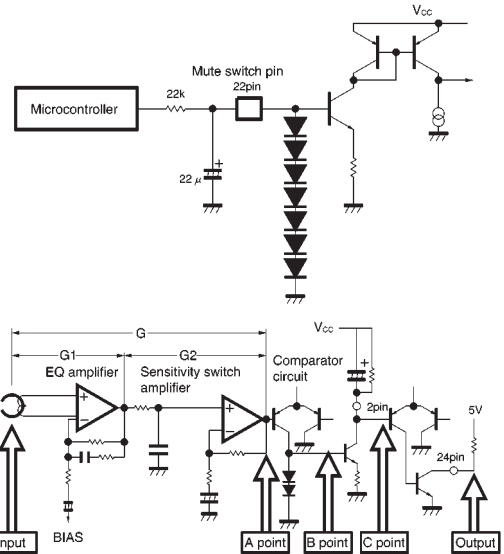 Vcc
Mute switch pin
22pin
22k
Microcontroller
+
22 μ
G
G1
G2
EQ amplifier
Sensitivity switch
amplifier
Comparator
circuit
Vcc
+
2pin
5V
24pin
+
−
+
−
BIAS
nput
A point
B point
C point
Output